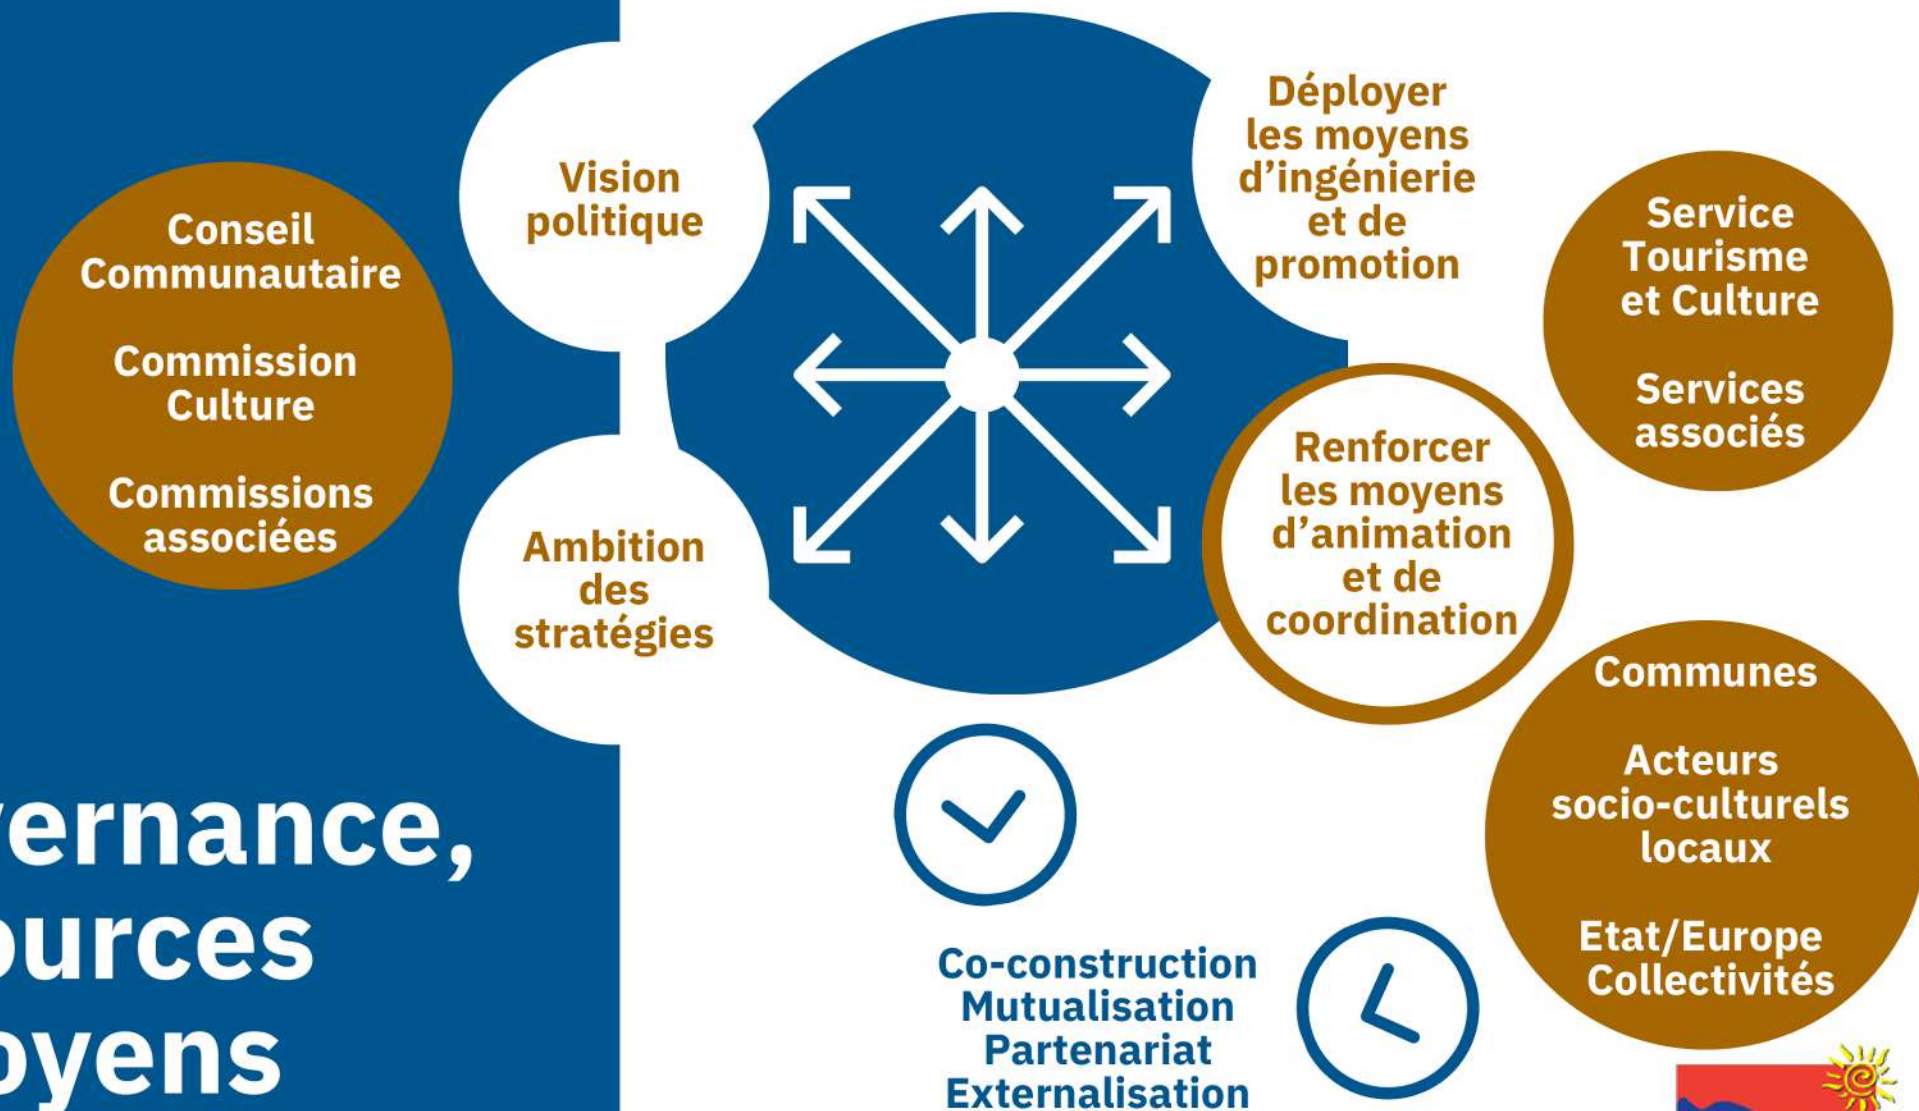 Conseil
Communautaire
Commission
Culture
Commissions
associées
Vision
politique
Ambition
des
stratégies
Déployer
les moyens
d’ingénierie
et de
promotion
Renforcer
les moyens
d’animation
et de
coordination
Service
Tourisme
et Culture
Services
associés
Communes
Acteurs
socio-culturels
locaux
Etat/Europe
Collectivités
Co-construction
Mutualisation
Partenariat
Externalisation
vernance,
ources
oyens